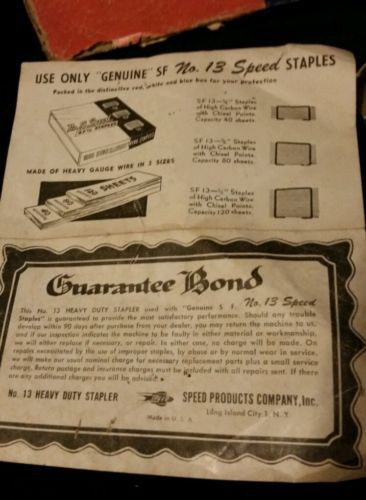 USE ONLY "GENUINE" SF No. 13 Speed STAPLES
Packed in the distinctive red, white and blue box for your protection
SF 13—¼" Staples
of High Carbon Wire
with Chisel Points.
Capacity 40 sheets.
SF 13— Staples
of High Carbon Wire
with Chisel Points.
Capacity 80 sheets.
MADE OF HEAVY GAUGE WIRE IN 3 SIZES
SHEETS
SF 13— Staples
of High Carbon Wire
with Chisel Points.
Capacity 120 sheets.
Guarantee Bond
This No. 13 HEAVY DUTY STAPLER used with "Genuine S F No. 13 Speed
Staples" is guaranteed to provide the most satisfactory performance. Should any trouble
develop within 90 days after purchase from your dealer, you may return the machine to us,
and if our inspection indicates the machine to be faulty in either material or workmanship,
we will either replace if necessary, or repair. In either case, no charge will be made. On
repairs necessitated by the use of improper staples, by abuse or by normal wear in service,
we will make our usual nominal charge for necessary replacement parts plus a small service
charge. Return postage and insurance charges must be included with all repairs sent. If there
are any additional charges you will be advised.
No. 13 HEAVY DUTY STAPLER
SPEED PRODUCTS COMPANY, Inc.
Made in U. S. A.
Long Island City 1, N. Y.